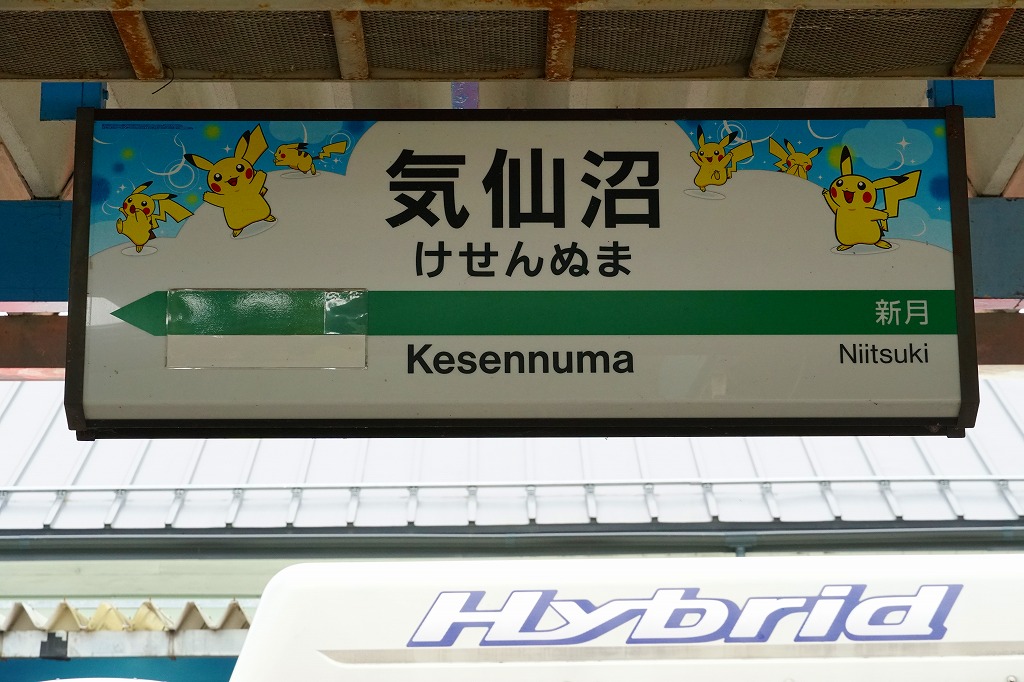 気仙沼
けせんぬま
新月
Kesennuma
Niitsuki
Hybrid